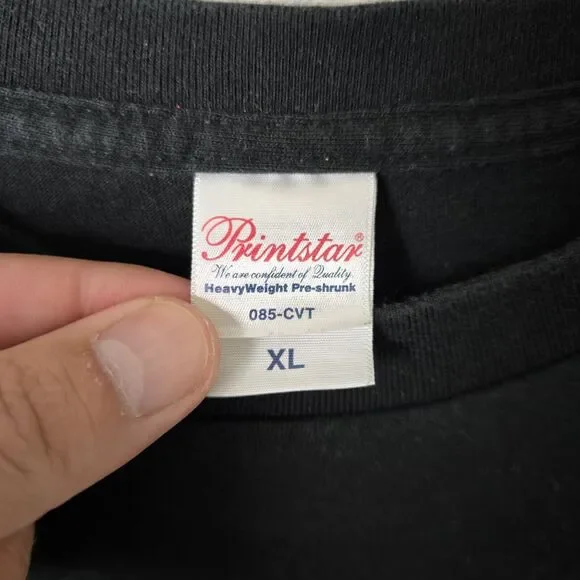 Printstar®
We are confident of Quality.
HeavyWeight Pre-shrunk
085-CVT
XL